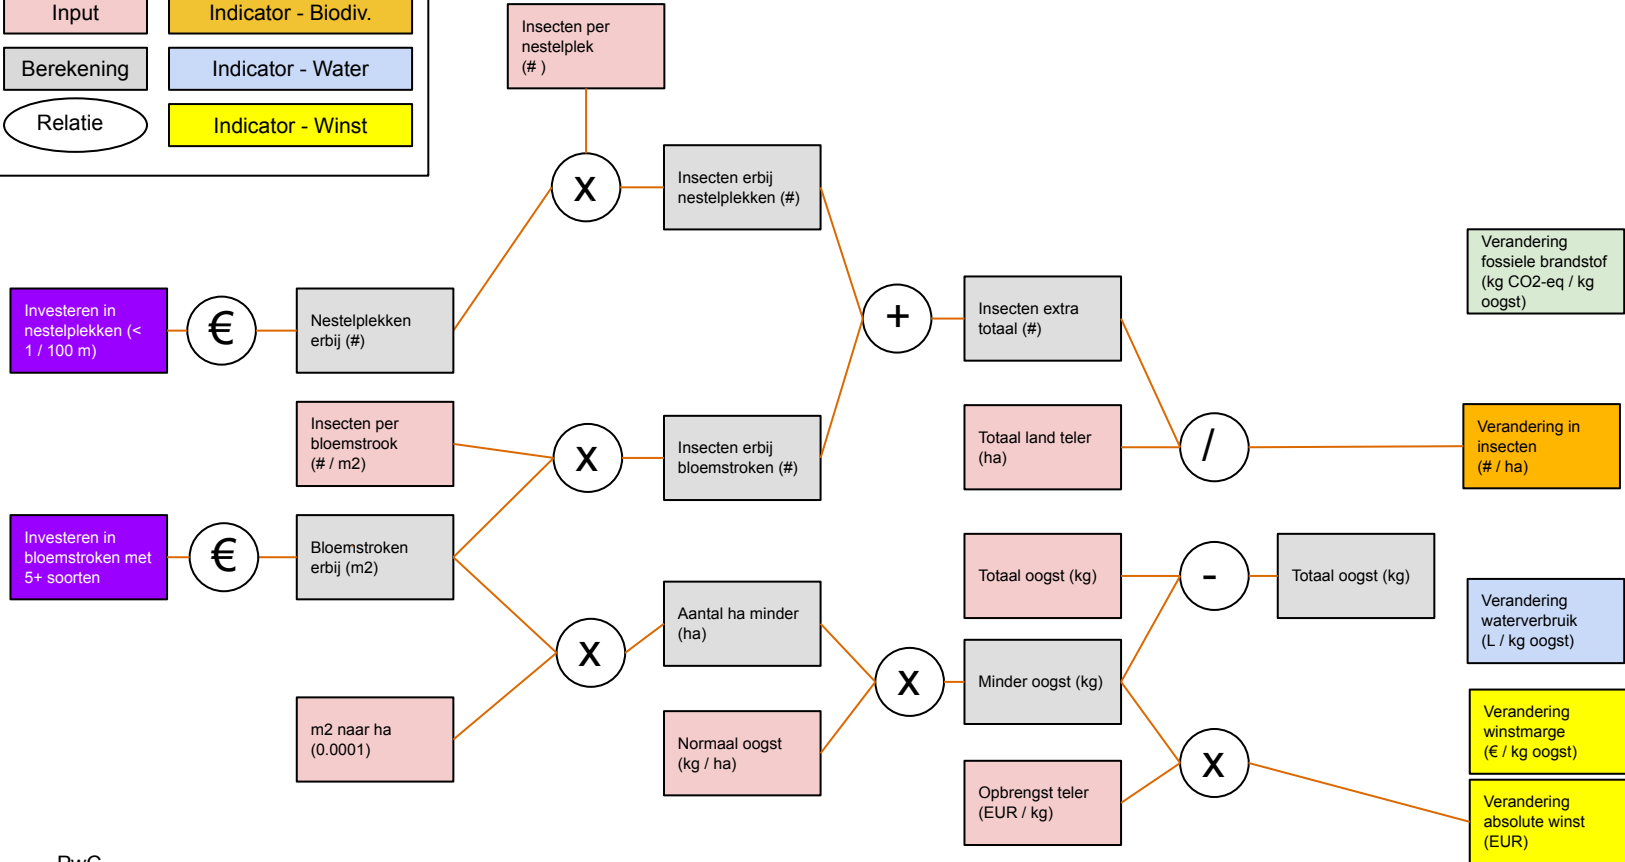 Input
Indicator - Biodiv.
Berekening
Indicator - Water
Relatie
Indicator - Winst
Insecten per
nestelplek
(# )
x
Insecten erbij
nestelplekken (#)
Investeren in
nestelplekken (<
1 / 100 m)
€
Nestelplekken
erbij (#)
+
Insecten extra
totaal (#)
Verandering
fossiele brandstof
(kg CO2-eq / kg
oogst)
Insecten per
bloemstrook
(# / m2)
x
Insecten erbij
bloemstroken (#)
Totaal land teler
(ha)
/
Verandering in
insecten
(# / ha)
Investeren in
bloemstroken met
5+ soorten
€
Bloemstroken
erbij (m2)
Totaal oogst (kg)
-
Totaal oogst (kg)
Aantal ha minder
(ha)
x
x
Minder oogst (kg)
Verandering
waterverbruik
(L / kg oogst)
m2 naar ha
(0.0001)
Normaal oogst
(kg / ha)
Opbrengst teler
(EUR / kg)
x
Verandering
winstmarge
(€ / kg oogst)
Verandering
absolute winst
(EUR)
PwC